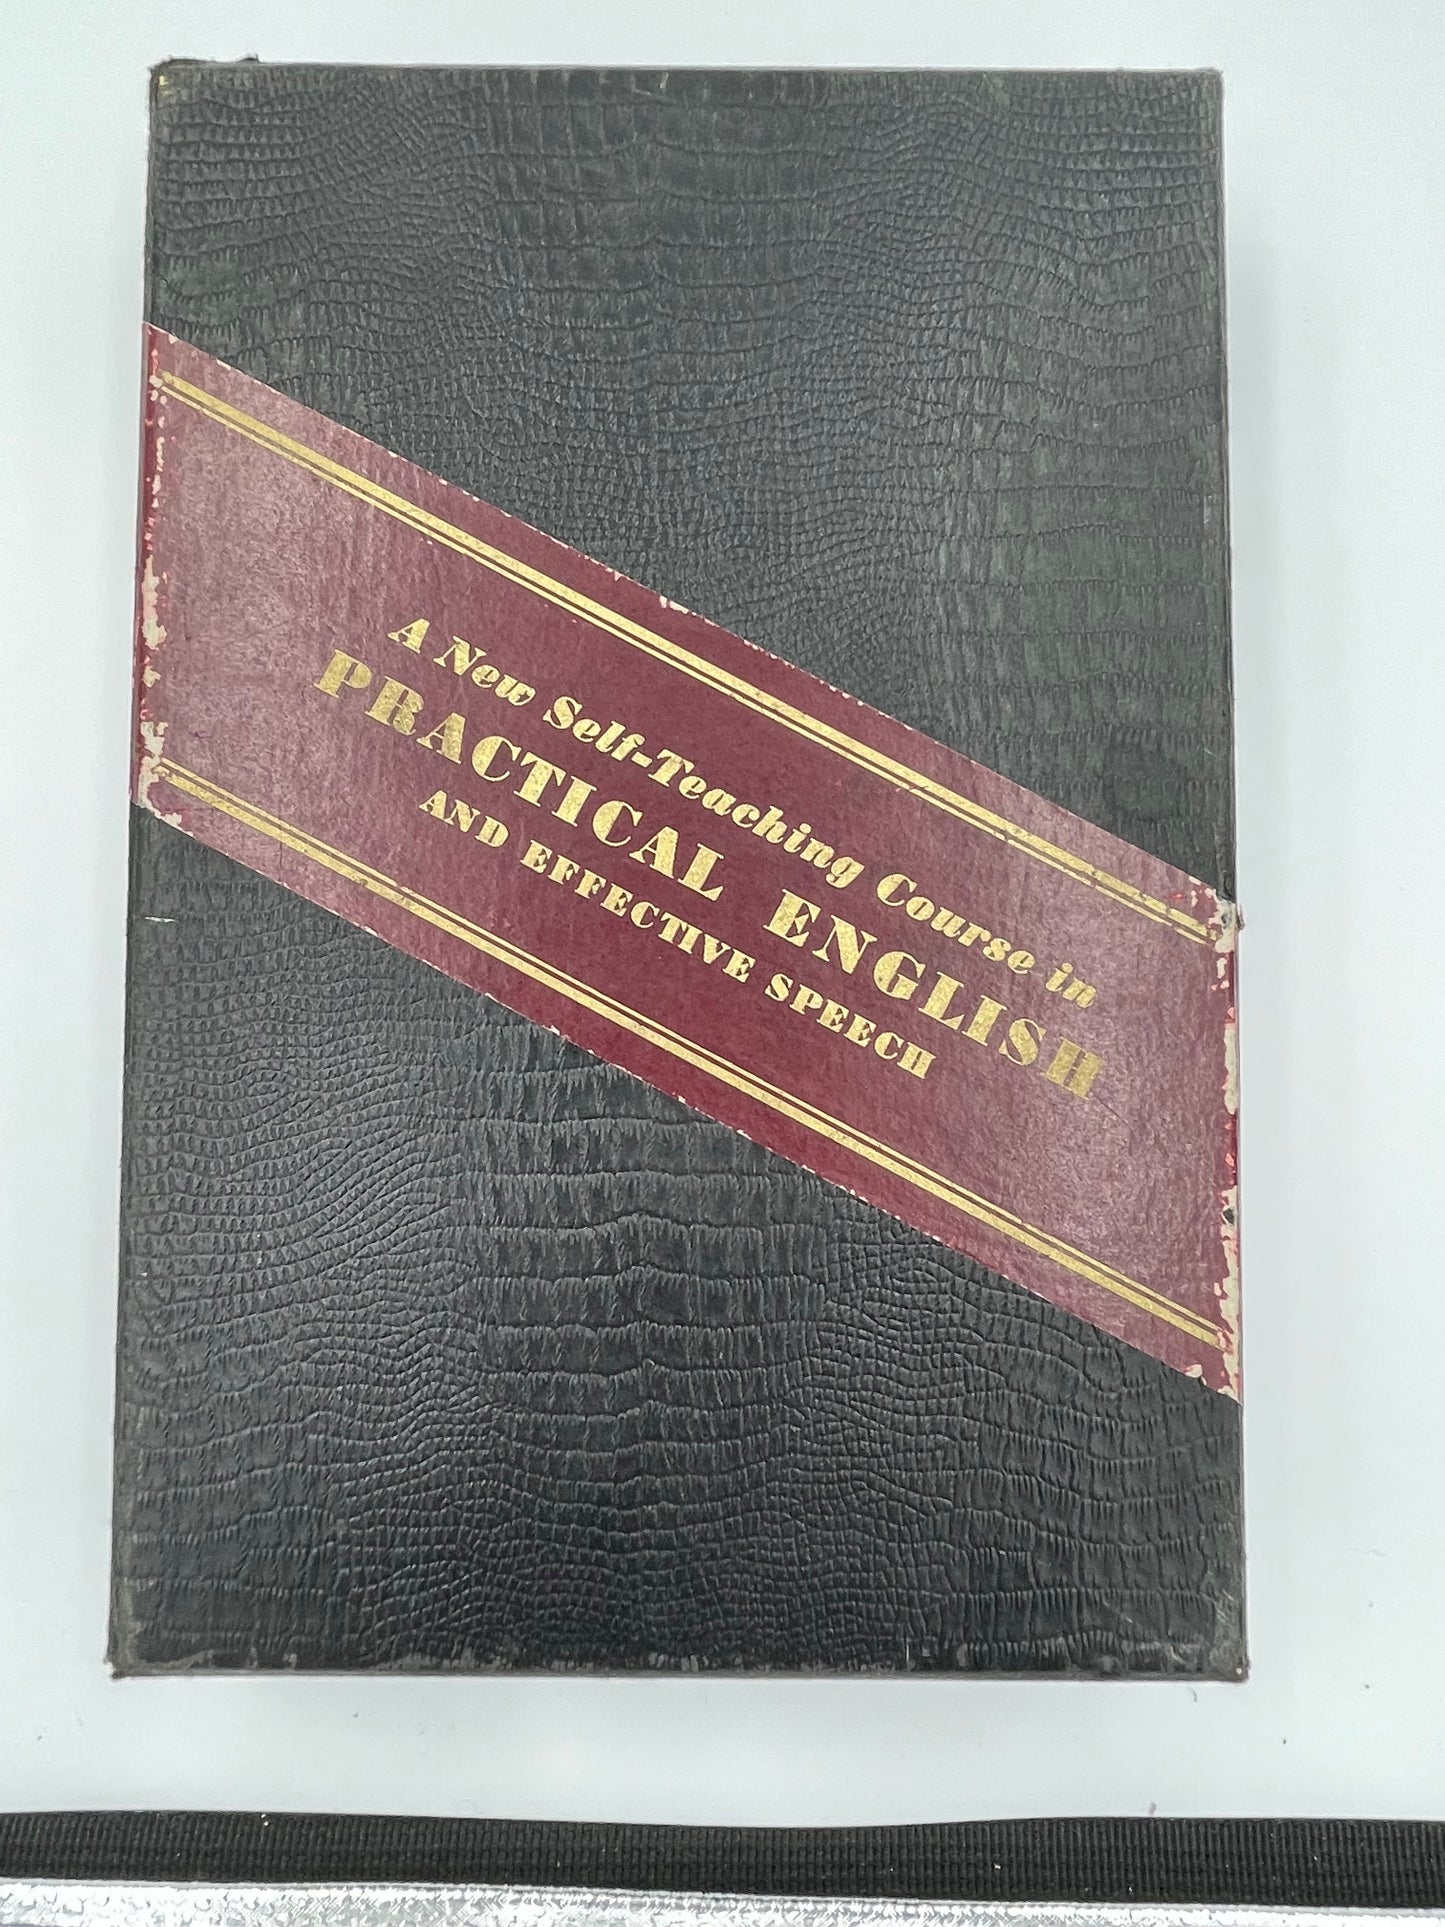 A New Self-Teaching Course in
PRACTICAL ENGLISH
AND EFFECTIVE SPEECH